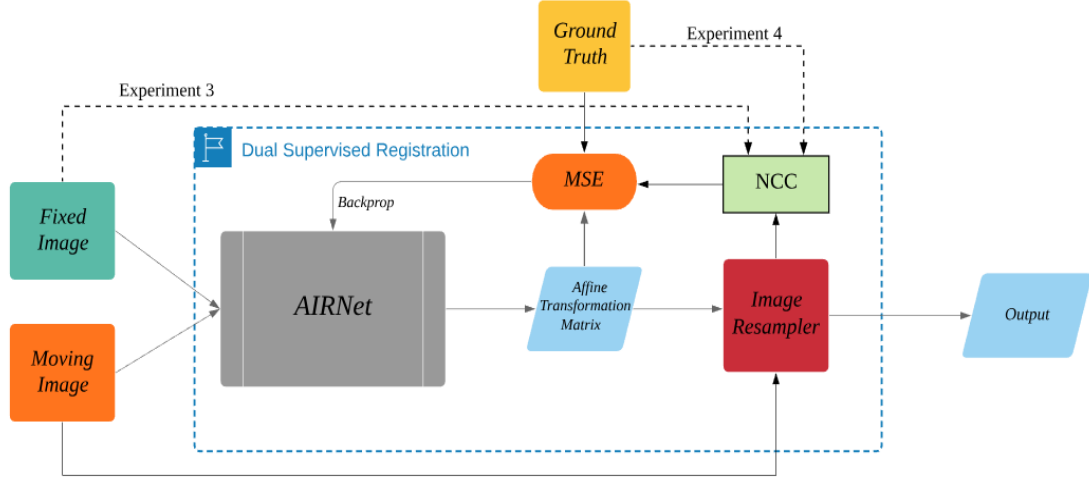 Ground
Truth
Experiment 4
Experiment 3
Dual Supervised Registration
MSE
NCC
Backprop
Fixed
Image
AIRNet
Affine
Transformation
Matrix
Image
Resampler
Output
Moving
Image